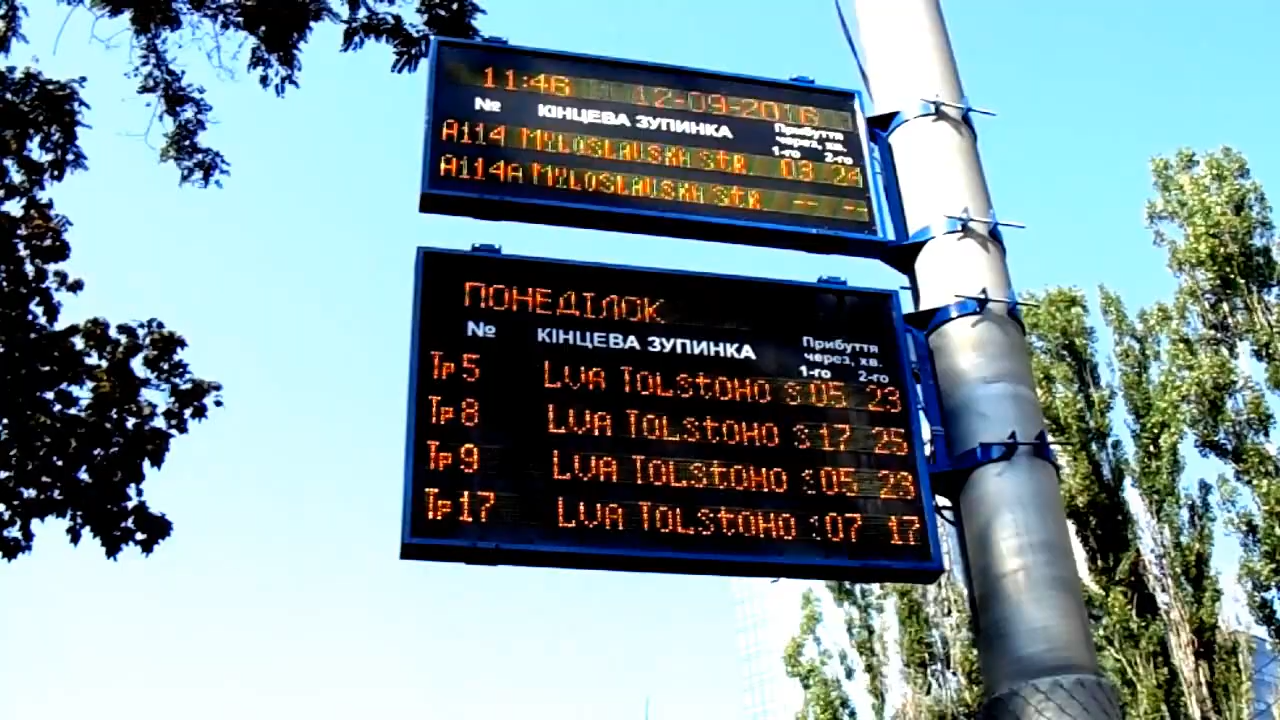 11:46 12-09-2016
№ КІНЦЕВА ЗУПИНКА Прибуття
через, хв.
1-го 2-го
A114 MYLOSLAVSKA StR 03 24
A114A MYLOSLAVSKA StR -- --
ПОНЕДІЛОК
№ КІНЦЕВА ЗУПИНКА Прибуття
через, хв.
1-го 2-го
Тр5 LVA TOLStOHO S 05 23
Тр8 LVA TOLStOHO S 17 25
Тр9 LVA TOLStOHO 05 23
Тр17 LVA TOLStOHO 07 17